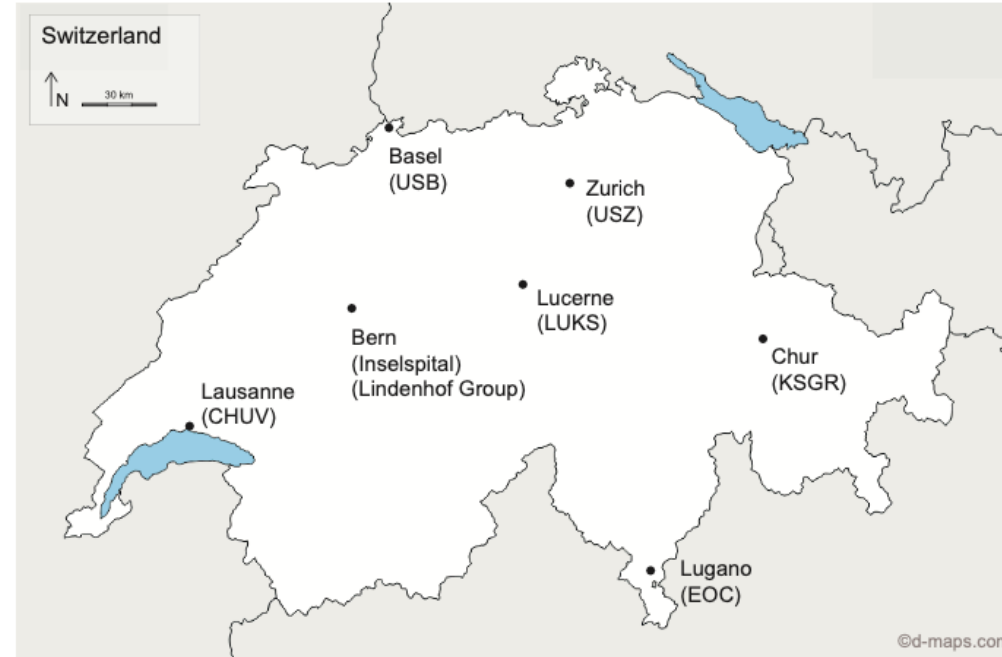 Switzerland
N
30 km
Basel
(USB)
Zurich
(USZ)
Lucerne
(LUKS)
Bern
(Inselspital)
(Lindenhof Group)
Chur
(KSGR)
Lausanne
(CHUV)
Lugano
(EOC)
©d-maps.com